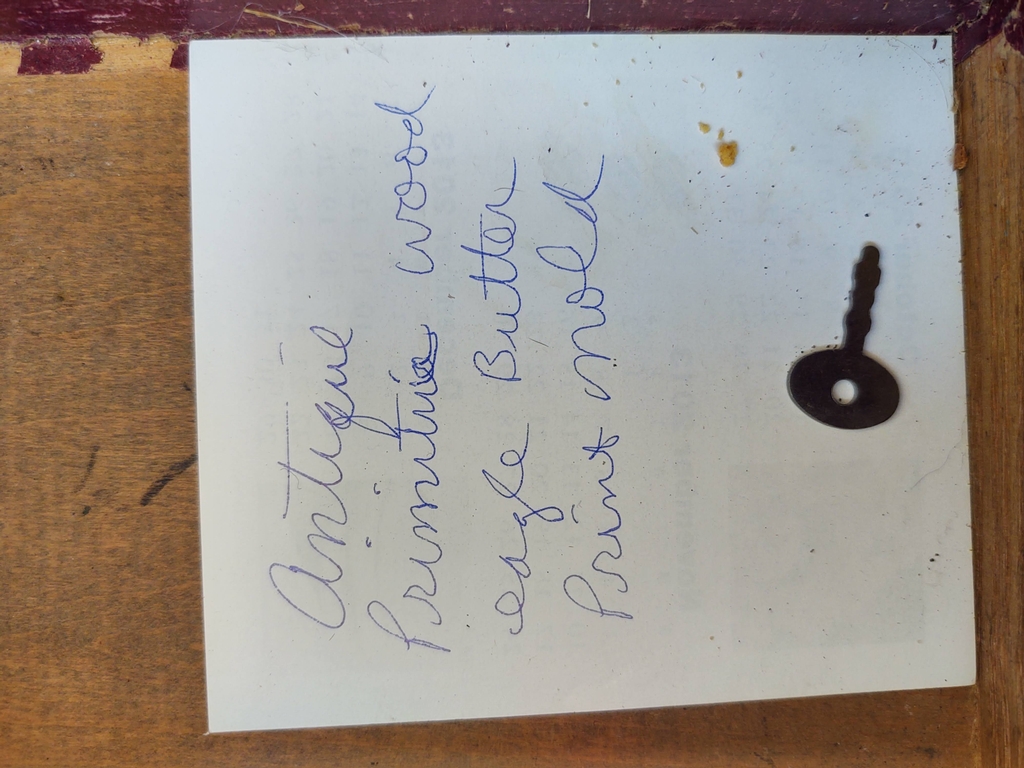 Antique
Primitive wood
eagle Butter
Print Mold